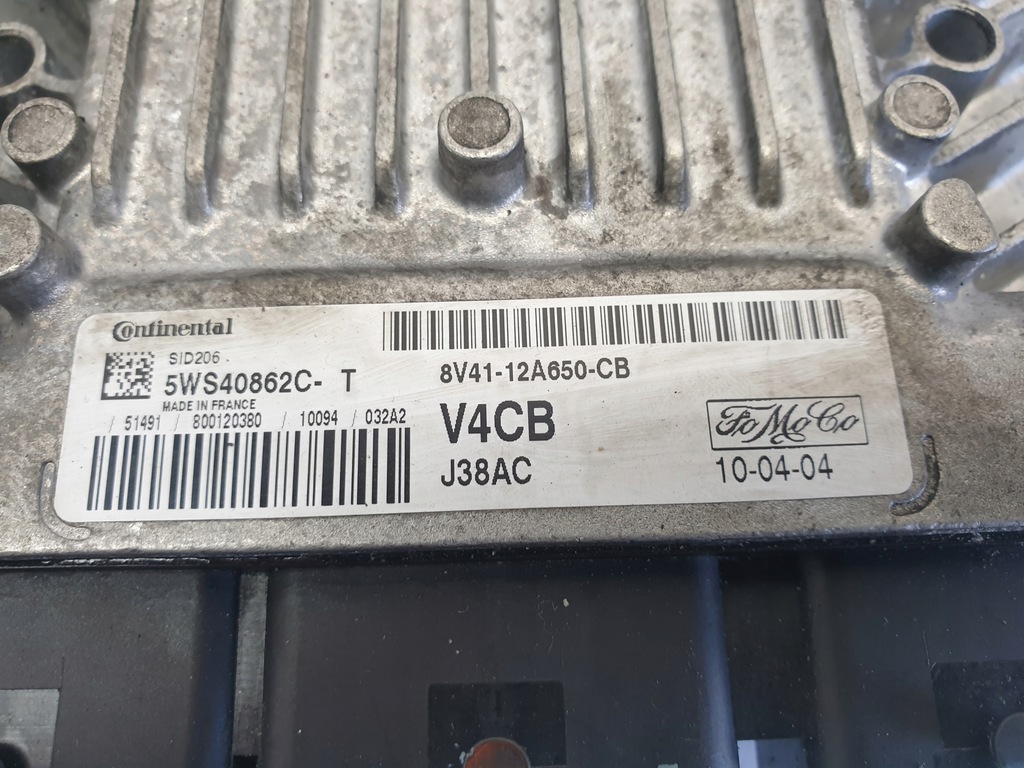 Continental
SID206
5WS40862C- T
MADE IN FRANCE
/ 51491 / 800120380 / 10094 / 032A2
8V41-12A650-CB
V4CB
J38AC
FoMoCo
10-04-04